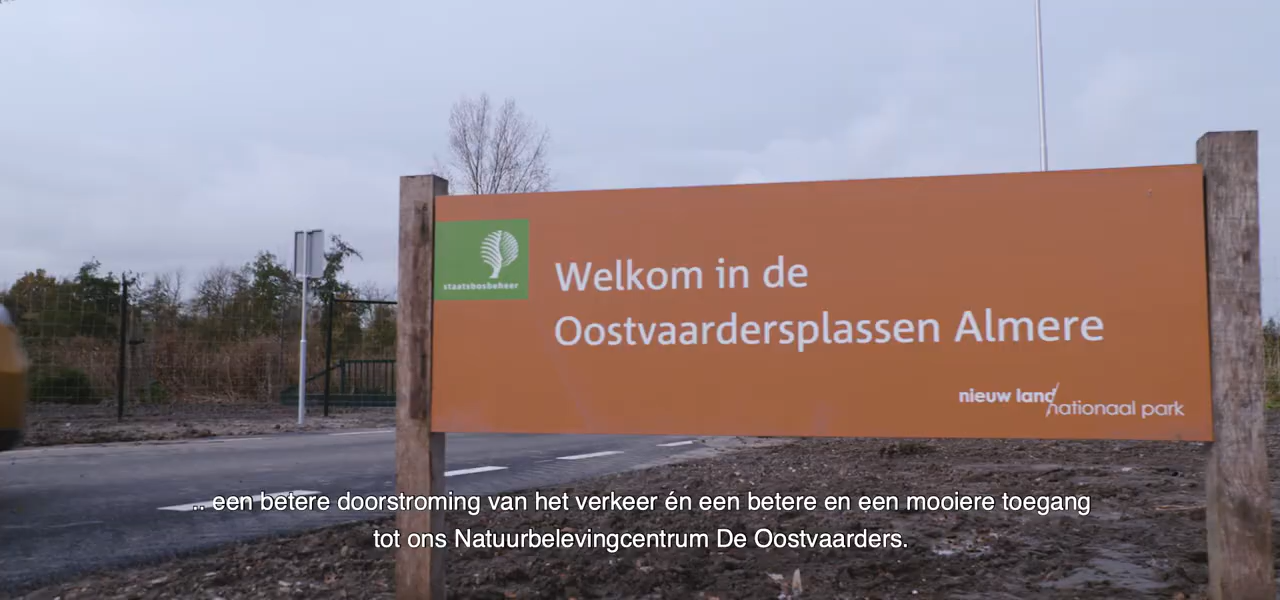 staatsbosbeheer
Welkom in de
Oostvaardersplassen Almere
nieuw land
nationaal park
.. een betere doorstroming van het verkeer én een betere en een mooiere toegang
tot ons Natuurbelevingcentrum De Oostvaarders.